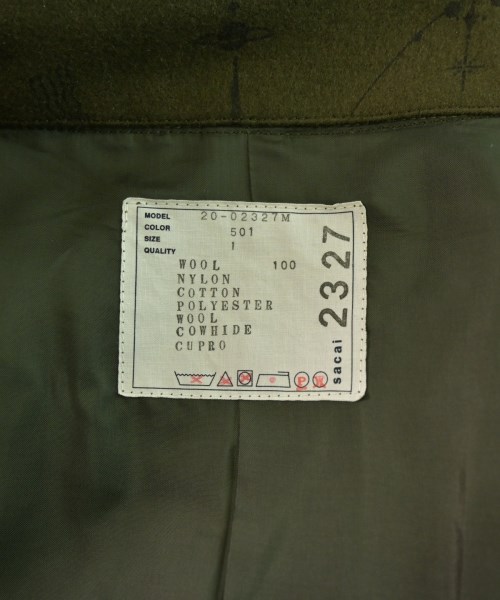 MODEL 20-02327M
COLOR 501
SIZE 1
QUALITY
WOOL 100
NYLON
COTTON
POLYESTER
WOOL
COWHIDE
CUPRO
P W
sacai 2327